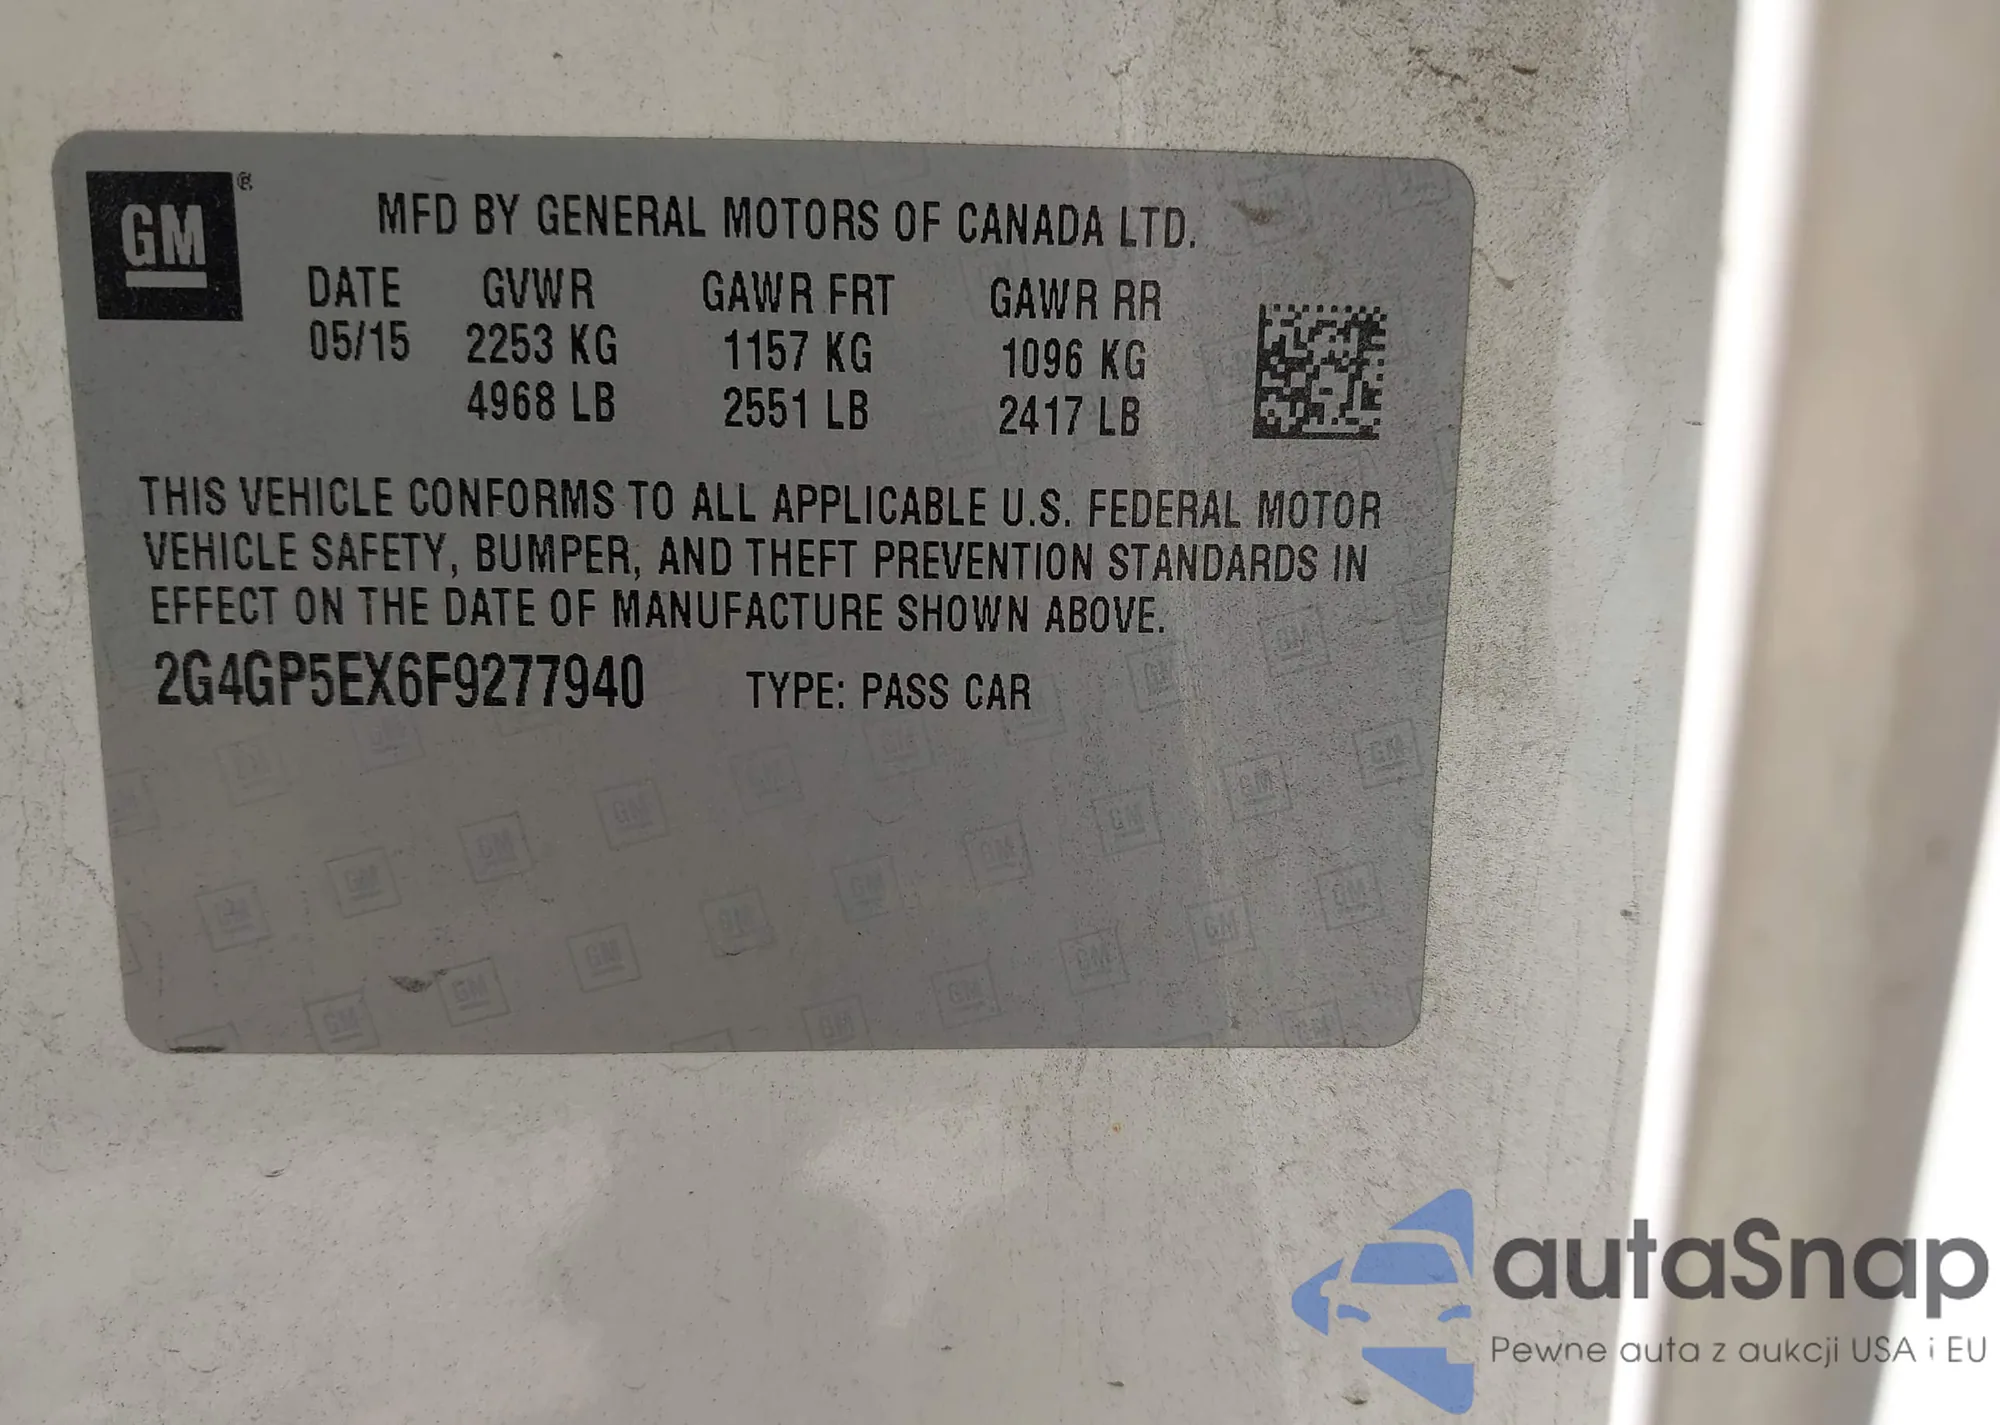 GM ®
MFD BY GENERAL MOTORS OF CANADA LTD.
DATE GVWR GAWR FRT GAWR RR
05/15 2253 KG 1157 KG 1096 KG
4968 LB 2551 LB 2417 LB
THIS VEHICLE CONFORMS TO ALL APPLICABLE U.S. FEDERAL MOTOR
VEHICLE SAFETY, BUMPER, AND THEFT PREVENTION STANDARDS IN
EFFECT ON THE DATE OF MANUFACTURE SHOWN ABOVE.
2G4GP5EX6F9277940 TYPE: PASS CAR
autaSnap
Pewne auta z aukcji USA i EU